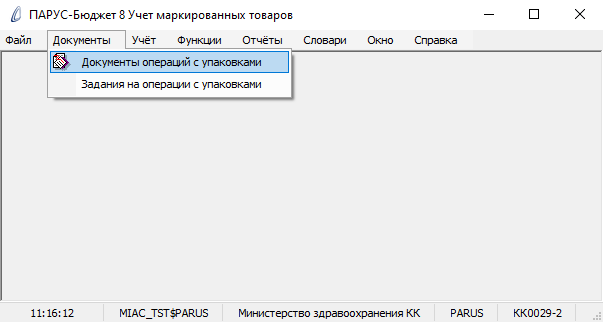 ПАРУС-Бюджет 8 Учет маркированных товаров
Файл Документы Учёт Функции Отчёты Словари Окно Справка
Документы операций с упаковками
Задания на операции с упаковками
11:16:12 MIAC_TST$PARUS Министерство здравоохранения КК PARUS КК0029-2